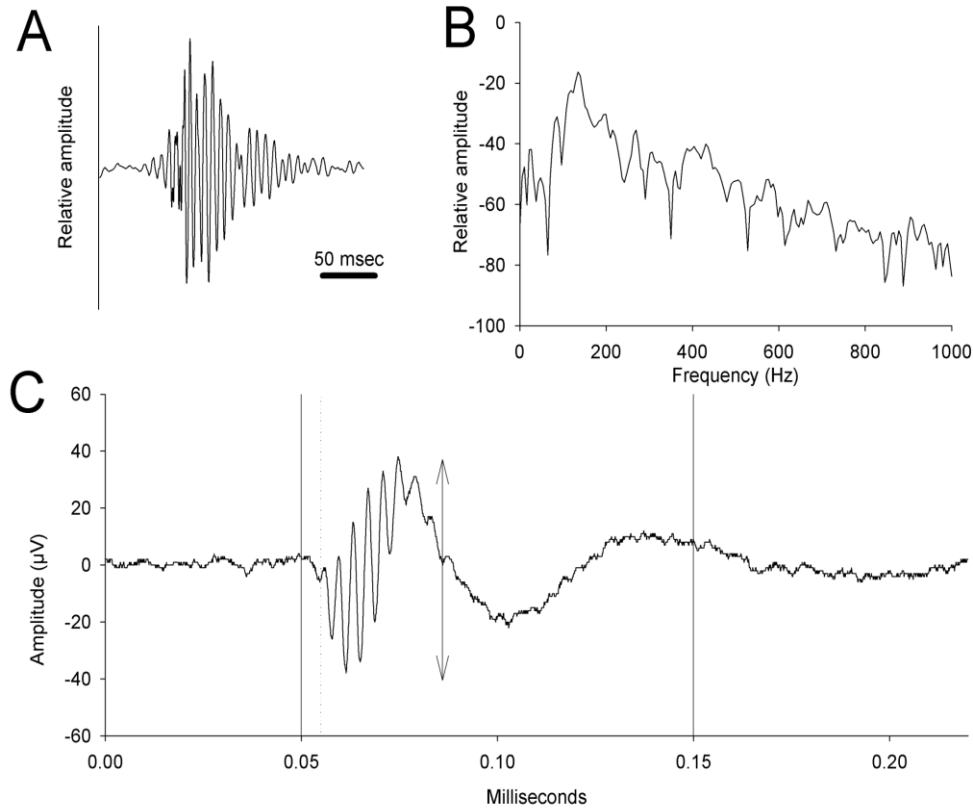 A
Relative amplitude
50 msec
B
Relative amplitude
0
-20
-40
-60
-80
-100
0 200 400 600 800 1000
Frequency (Hz)
C
Amplitude (µV)
60
40
20
0
-20
-40
-60
0.00 0.05 0.10 0.15 0.20
Milliseconds